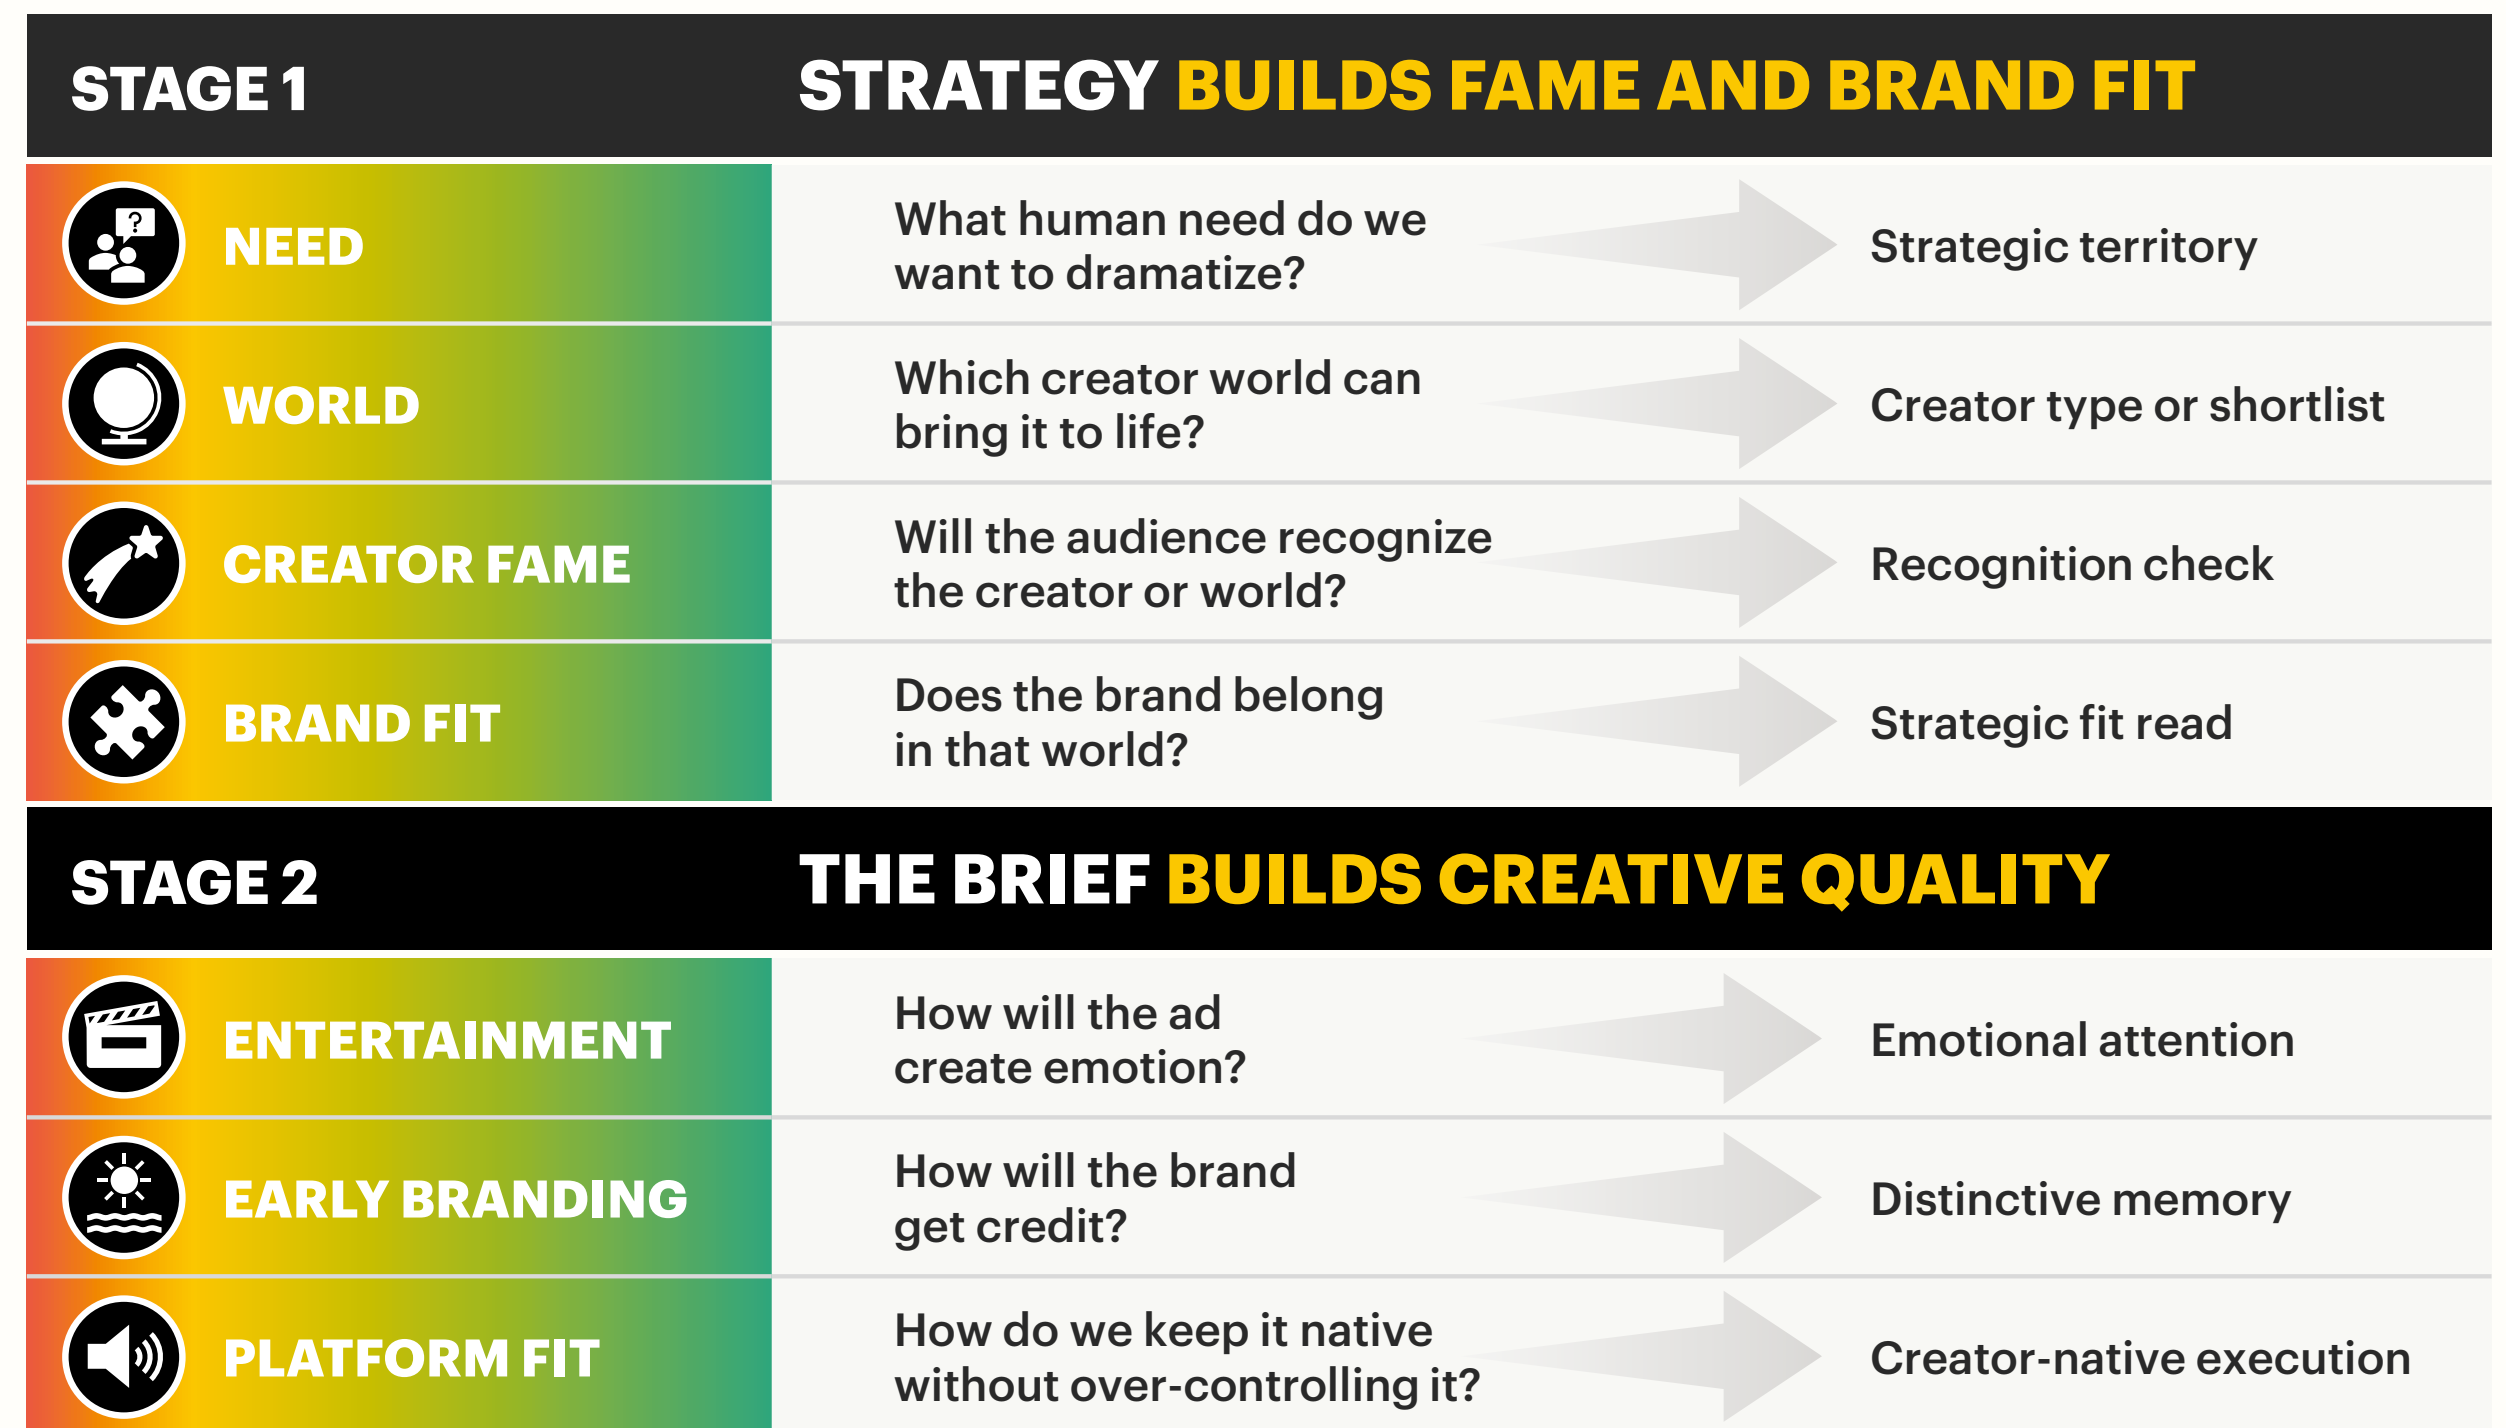 STAGE 1
STRATEGY BUILDS FAME AND BRAND FIT
NEED
What human need do we
want to dramatize?
Strategic territory
WORLD
Which creator world can
bring it to life?
Creator type or shortlist
CREATOR FAME
Will the audience recognize
the creator or world?
Recognition check
BRAND FIT
Does the brand belong
in that world?
Strategic fit read
STAGE 2
THE BRIEF BUILDS CREATIVE QUALITY
ENTERTAINMENT
How will the ad
create emotion?
Emotional attention
EARLY BRANDING
How will the brand
get credit?
Distinctive memory
PLATFORM FIT
How do we keep it native
without over-controlling it?
Creator-native execution